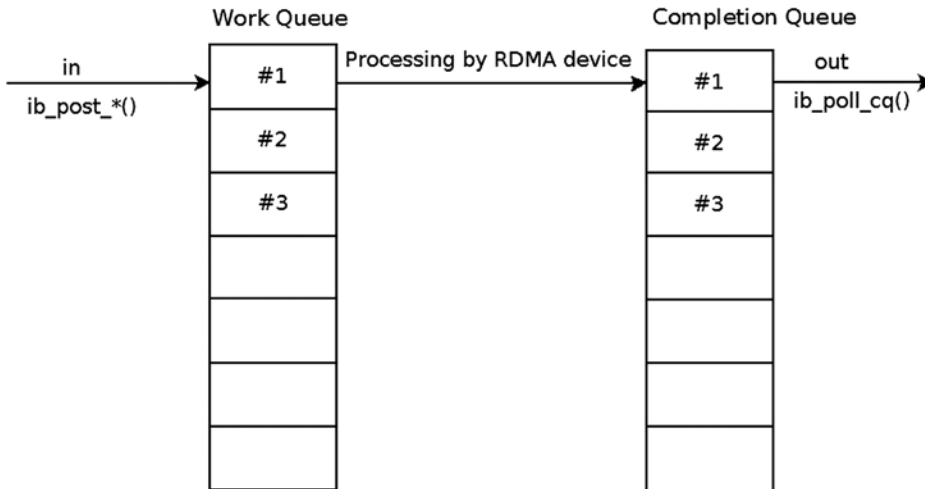 Work Queue
Completion Queue
in
ib_post_*()
#1
#2
#3
Processing by RDMA device
#1
#2
#3
out
ib_poll_cq()